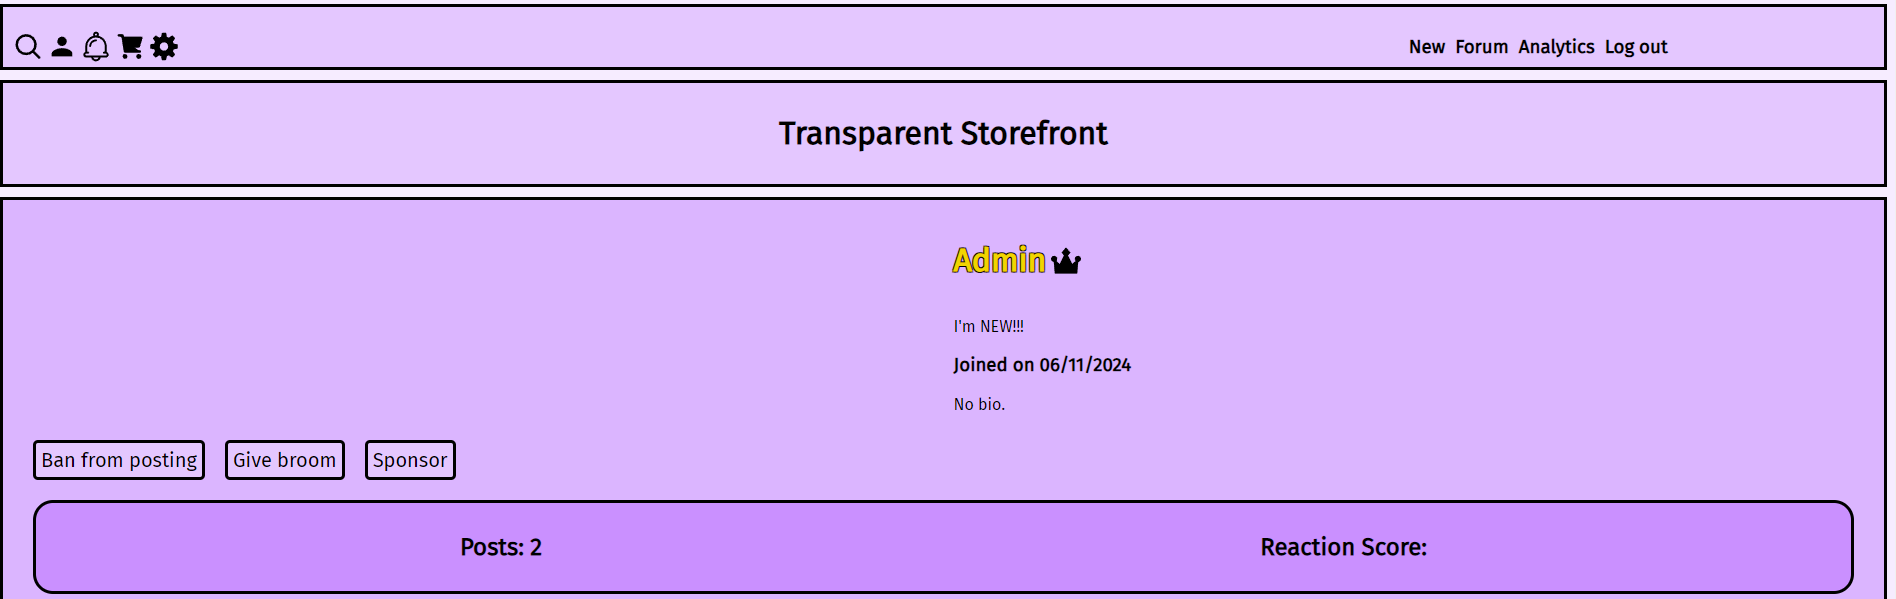 New Forum Analytics Log out
Transparent Storefront
Admin
I'm NEW!!!
Joined on 06/11/2024
No bio.
Ban from posting Give broom Sponsor
Posts: 2 Reaction Score: